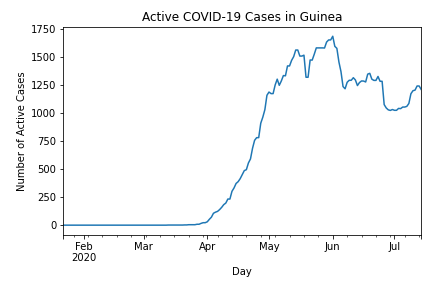 Active COVID-19 Cases in Guinea
Number of Active Cases
1750
1500
1250
1000
750
500
250
0
Feb
2020
Mar
Apr
May
Jun
Jul
Day